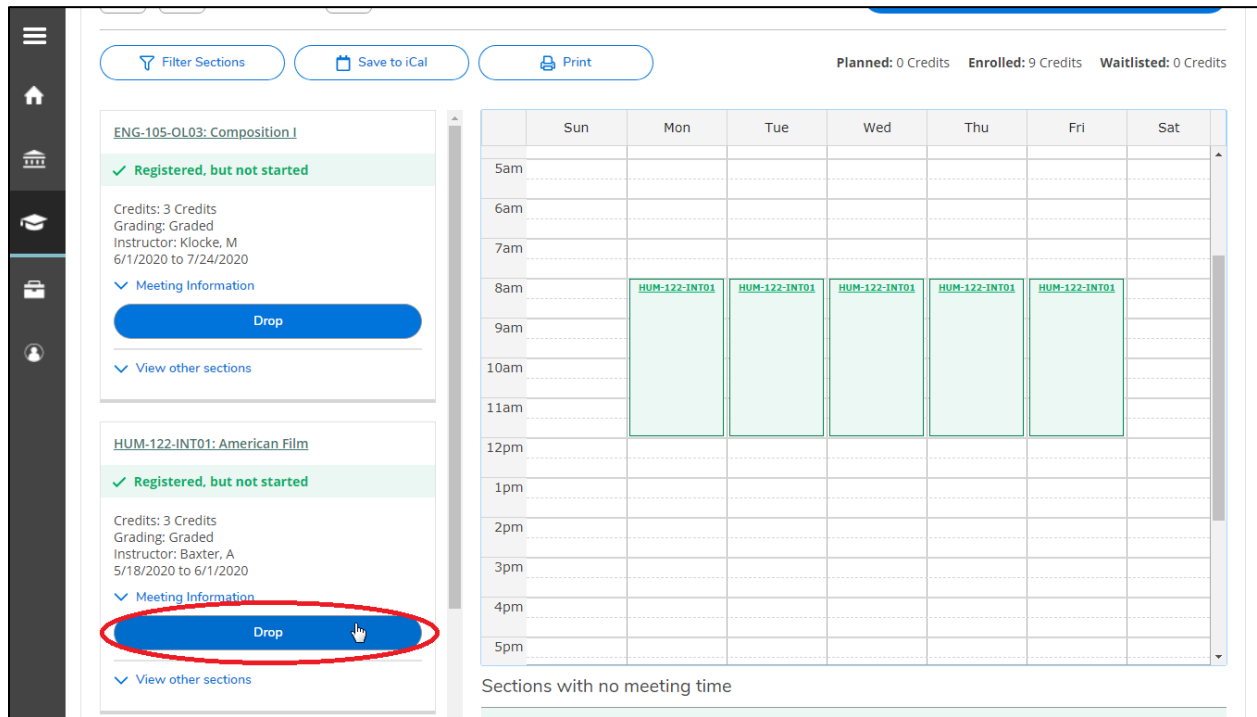 Filter Sections
Save to iCal
Print
Planned: 0 Credits Enrolled: 9 Credits Waitlisted: 0 Credits
ENG-105-OL03: Composition I
Registered, but not started
Credits: 3 Credits
Grading: Graded
Instructor: Klocke, M
6/1/2020 to 7/24/2020
Meeting Information
Drop
View other sections
HUM-122-INT01: American Film
Registered, but not started
Credits: 3 Credits
Grading: Graded
Instructor: Baxter, A
5/18/2020 to 6/1/2020
Meeting Information
Drop
View other sections
Sun Mon Tue Wed Thu Fri Sat
5am
6am
7am
8am HUM-122-INT01 HUM-122-INT01 HUM-122-INT01 HUM-122-INT01 HUM-122-INT01
9am
10am
11am
12pm
1pm
2pm
3pm
4pm
5pm
Sections with no meeting time